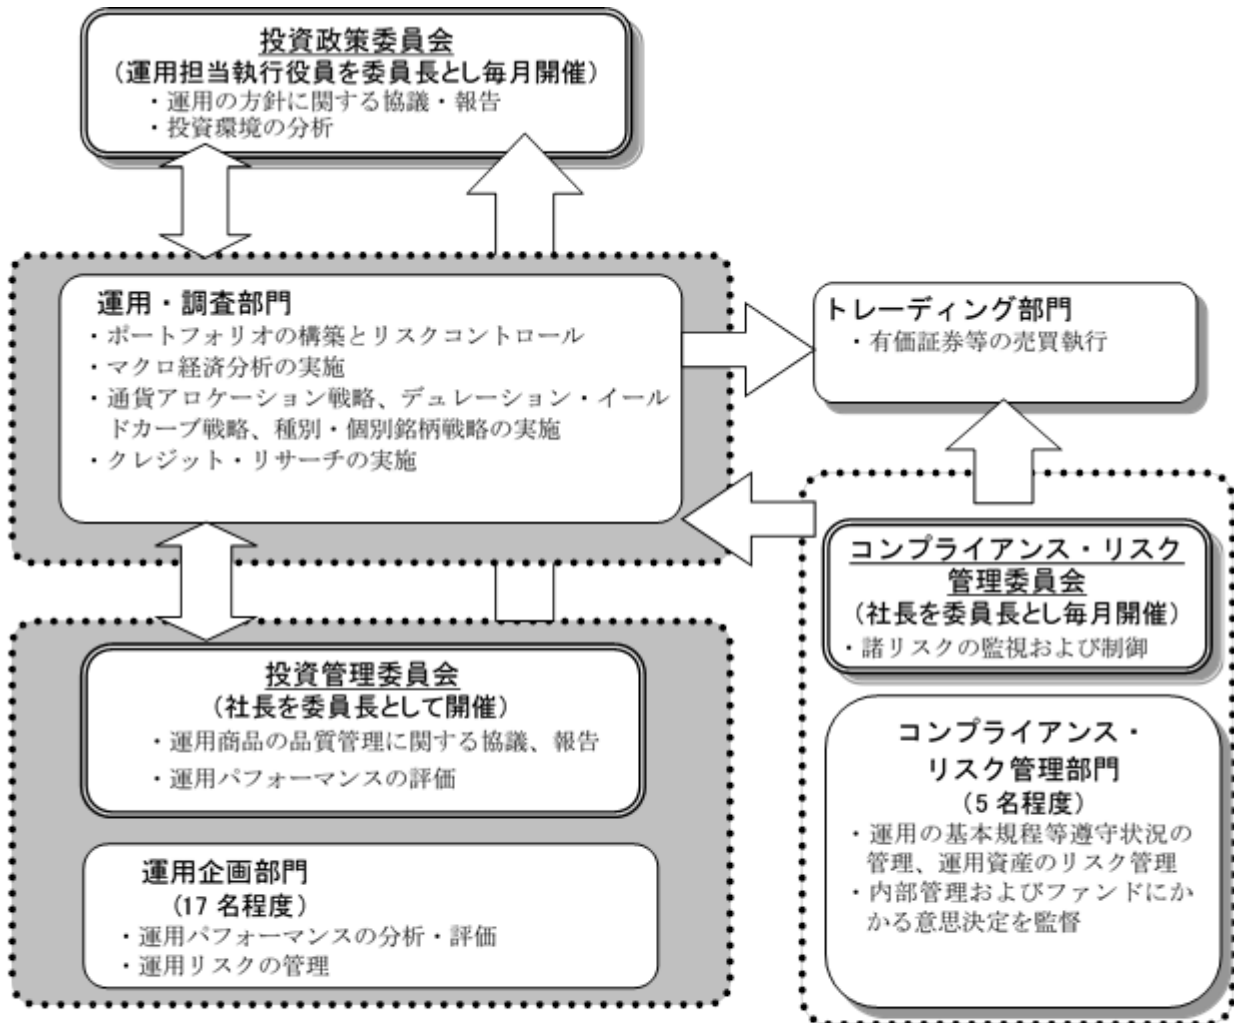 投資政策委員会
(運用担当執行役員を委員長とし毎月開催)
・運用の方針に関する協議・報告
・投資環境の分析
運用・調査部門
・ポートフォリオの構築とリスクコントロール
・マクロ経済分析の実施
・通貨アロケーション戦略、デュレーション・イール
ドカーブ戦略、種別・個別銘柄戦略の実施
・クレジット・リサーチの実施
トレーディング部門
・有価証券等の売買執行
コンプライアンス・リスク
管理委員会
(社長を委員長とし毎月開催)
・諸リスクの監視および制御
投資管理委員会
(社長を委員長として開催)
・運用商品の品質管理に関する協議、報告
・運用パフォーマンスの評価
コンプライアンス・
リスク管理部門
(5 名程度)
・運用の基本規程等遵守状況の
管理、運用資産のリスク管理
・内部管理およびファンドにか
かる意思決定を監督
運用企画部門
(17 名程度)
・運用パフォーマンスの分析・評価
・運用リスクの管理